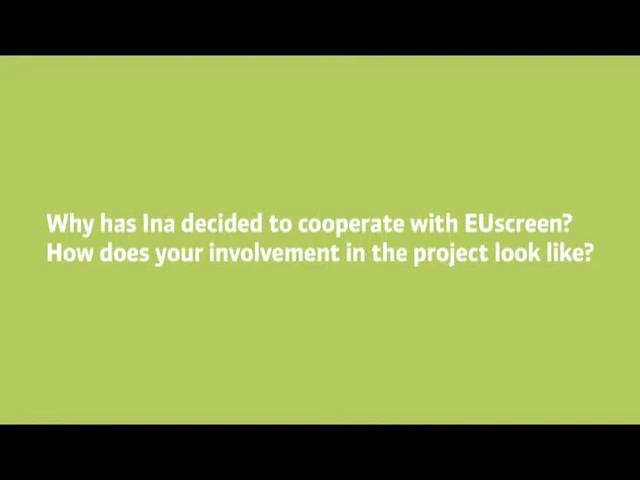 Why has Ina decided to cooperate with EUscreen?
How does your involvement in the project look like?